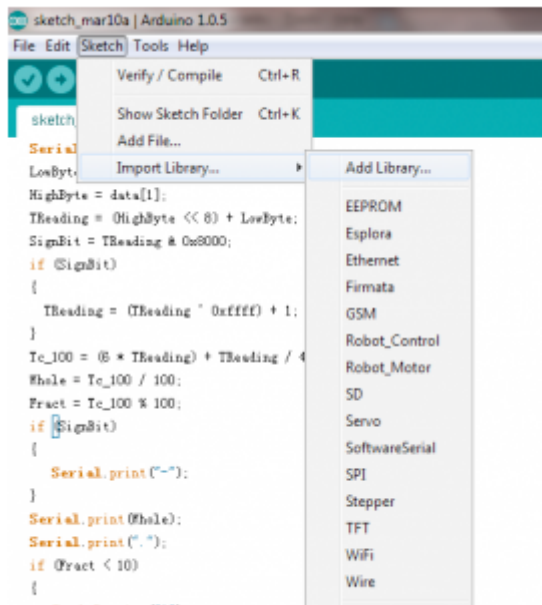 sketch_mar10a | Arduino 1.0.5
File Edit Sketch Tools Help
Verify / Compile Ctrl+R
Show Sketch Folder Ctrl+K
Add File...
Import Library...
Add Library...
EEPROM
Esplora
Ethernet
Firmata
GSM
Robot_Control
Robot_Motor
SD
Servo
SoftwareSerial
SPI
Stepper
TFT
WiFi
Wire
sketch
Serial
LowByt
HighByte = data[1];
TReading = (HighByte << 8) + LowByte;
SignBit = TReading & 0x8000;
if (SignBit)
{
TReading = (TReading ^ 0xffff) + 1;
}
Tc_100 = (6 * TReading) + TReading / 4
Whole = Tc_100 / 100;
Fract = Tc_100 % 100;
if (SignBit)
{
Serial.print("-");
}
Serial.print(Whole);
Serial.print(".");
if (Fract < 10)
{